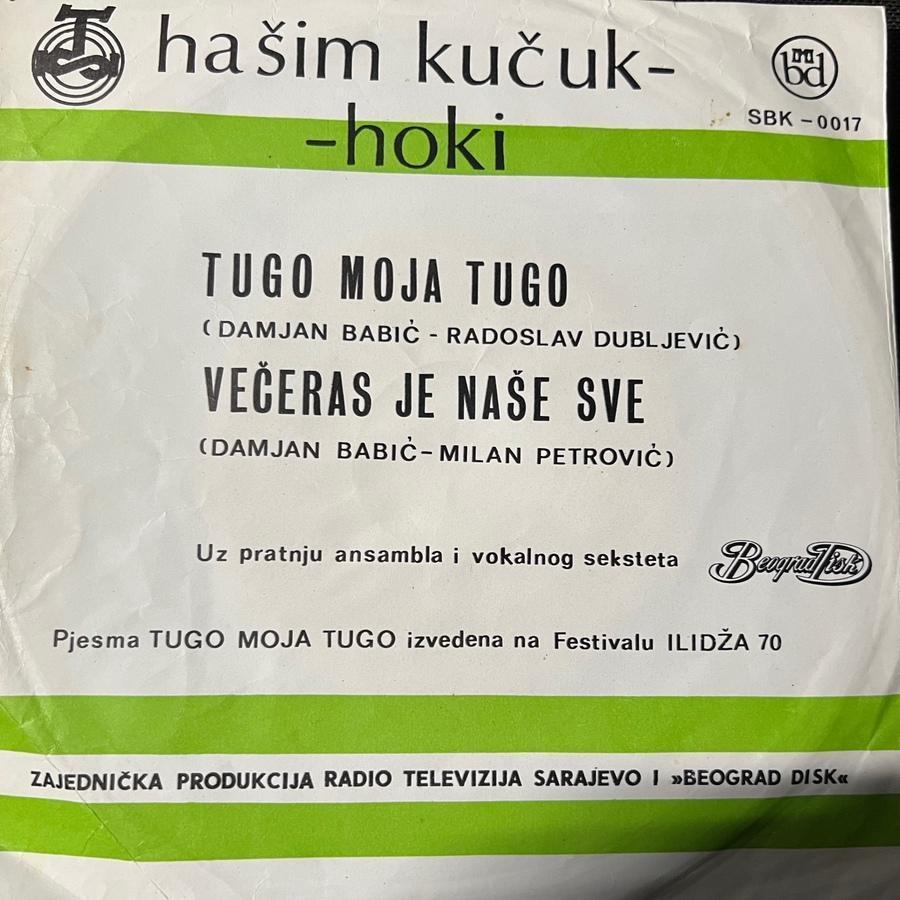 hašim kučuk-
-hoki
bd
SBK-0017
TUGO MOJA TUGO
(DAMJAN BABIĆ - RADOSLAV DUBLJEVIĆ)
VEČERAS JE NAŠE SVE
(DAMJAN BABIĆ-MILAN PETROVIĆ)
Uz pratnju ansambla i vokalnog seksteta
Beograd Disk
Pjesma TUGO MOJA TUGO izvedena na Festivalu ILIDŽA 70
ZAJEDNIČKA PRODUKCIJA RADIO TELEVIZIJA SARAJEVO I »BEOGRAD DISK«